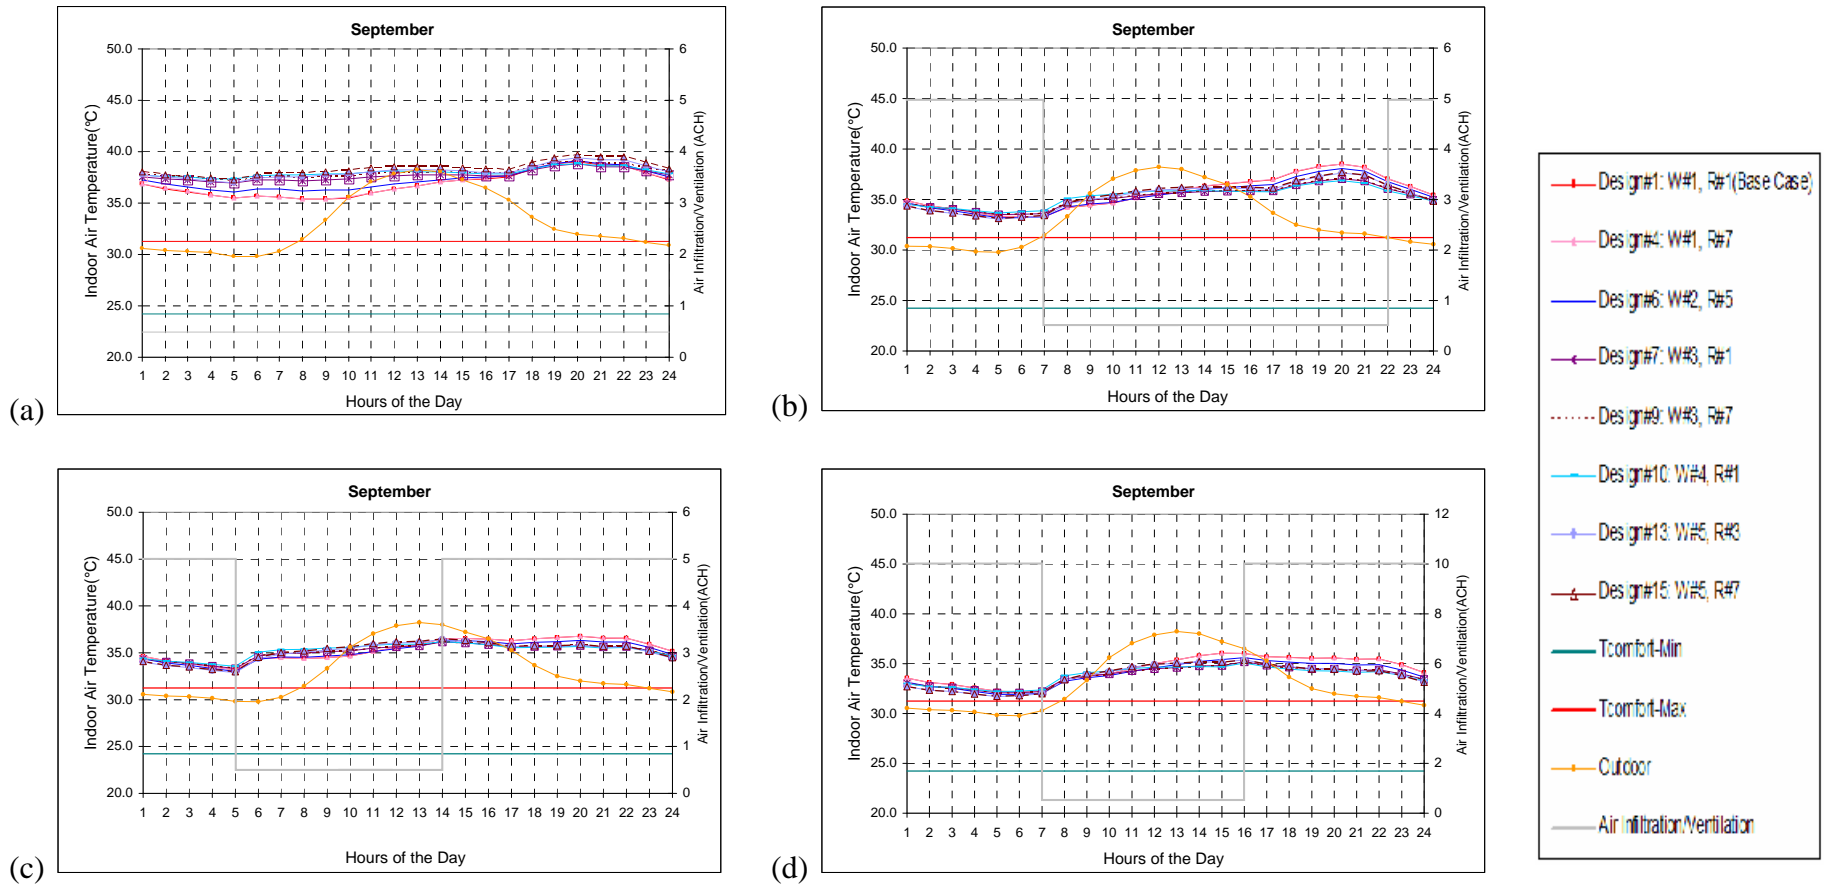 September
50.0
45.0
40.0
35.0
30.0
25.0
20.0
6
5
4
3
2
1
0
1 2 3 4 5 6 7 8 9 10 11 12 13 14 15 16 17 18 19 20 21 22 23 24
Indoor Air Temperature(°C)
Air Infiltration/Ventilation (ACH)
Hours of the Day
(a)
September
50.0
45.0
40.0
35.0
30.0
25.0
20.0
6
5
4
3
2
1
0
1 2 3 4 5 6 7 8 9 10 11 12 13 14 15 16 17 18 19 20 21 22 23 24
Indoor Air Temperature(°C)
Air Infiltration/Ventilation(ACH)
Hours of the Day
(b)
September
50.0
45.0
40.0
35.0
30.0
25.0
20.0
6
5
4
3
2
1
0
1 2 3 4 5 6 7 8 9 10 11 12 13 14 15 16 17 18 19 20 21 22 23 24
Indoor Air Temperature(°C)
Air Infiltration/Ventilation(ACH)
Hours of the Day
(c)
September
50.0
45.0
40.0
35.0
30.0
25.0
20.0
12
10
8
6
4
2
0
1 2 3 4 5 6 7 8 9 10 11 12 13 14 15 16 17 18 19 20 21 22 23 24
Indoor Air Temperature(°C)
Air Infiltration/Ventilation(ACH)
Hours of the Day
(d)
Design#1: W#1, R#1(Base Case)
Design#4: W#1, R#7
Design#6: W#2, R#5
Design#7: W#3, R#1
Design#9: W#3, R#7
Design#10: W#4, R#1
Design#13: W#5, R#3
Design#15: W#5, R#7
Tcomfort-Min
Tcomfort-Max
Outdoor
Air Infiltration/Ventilation